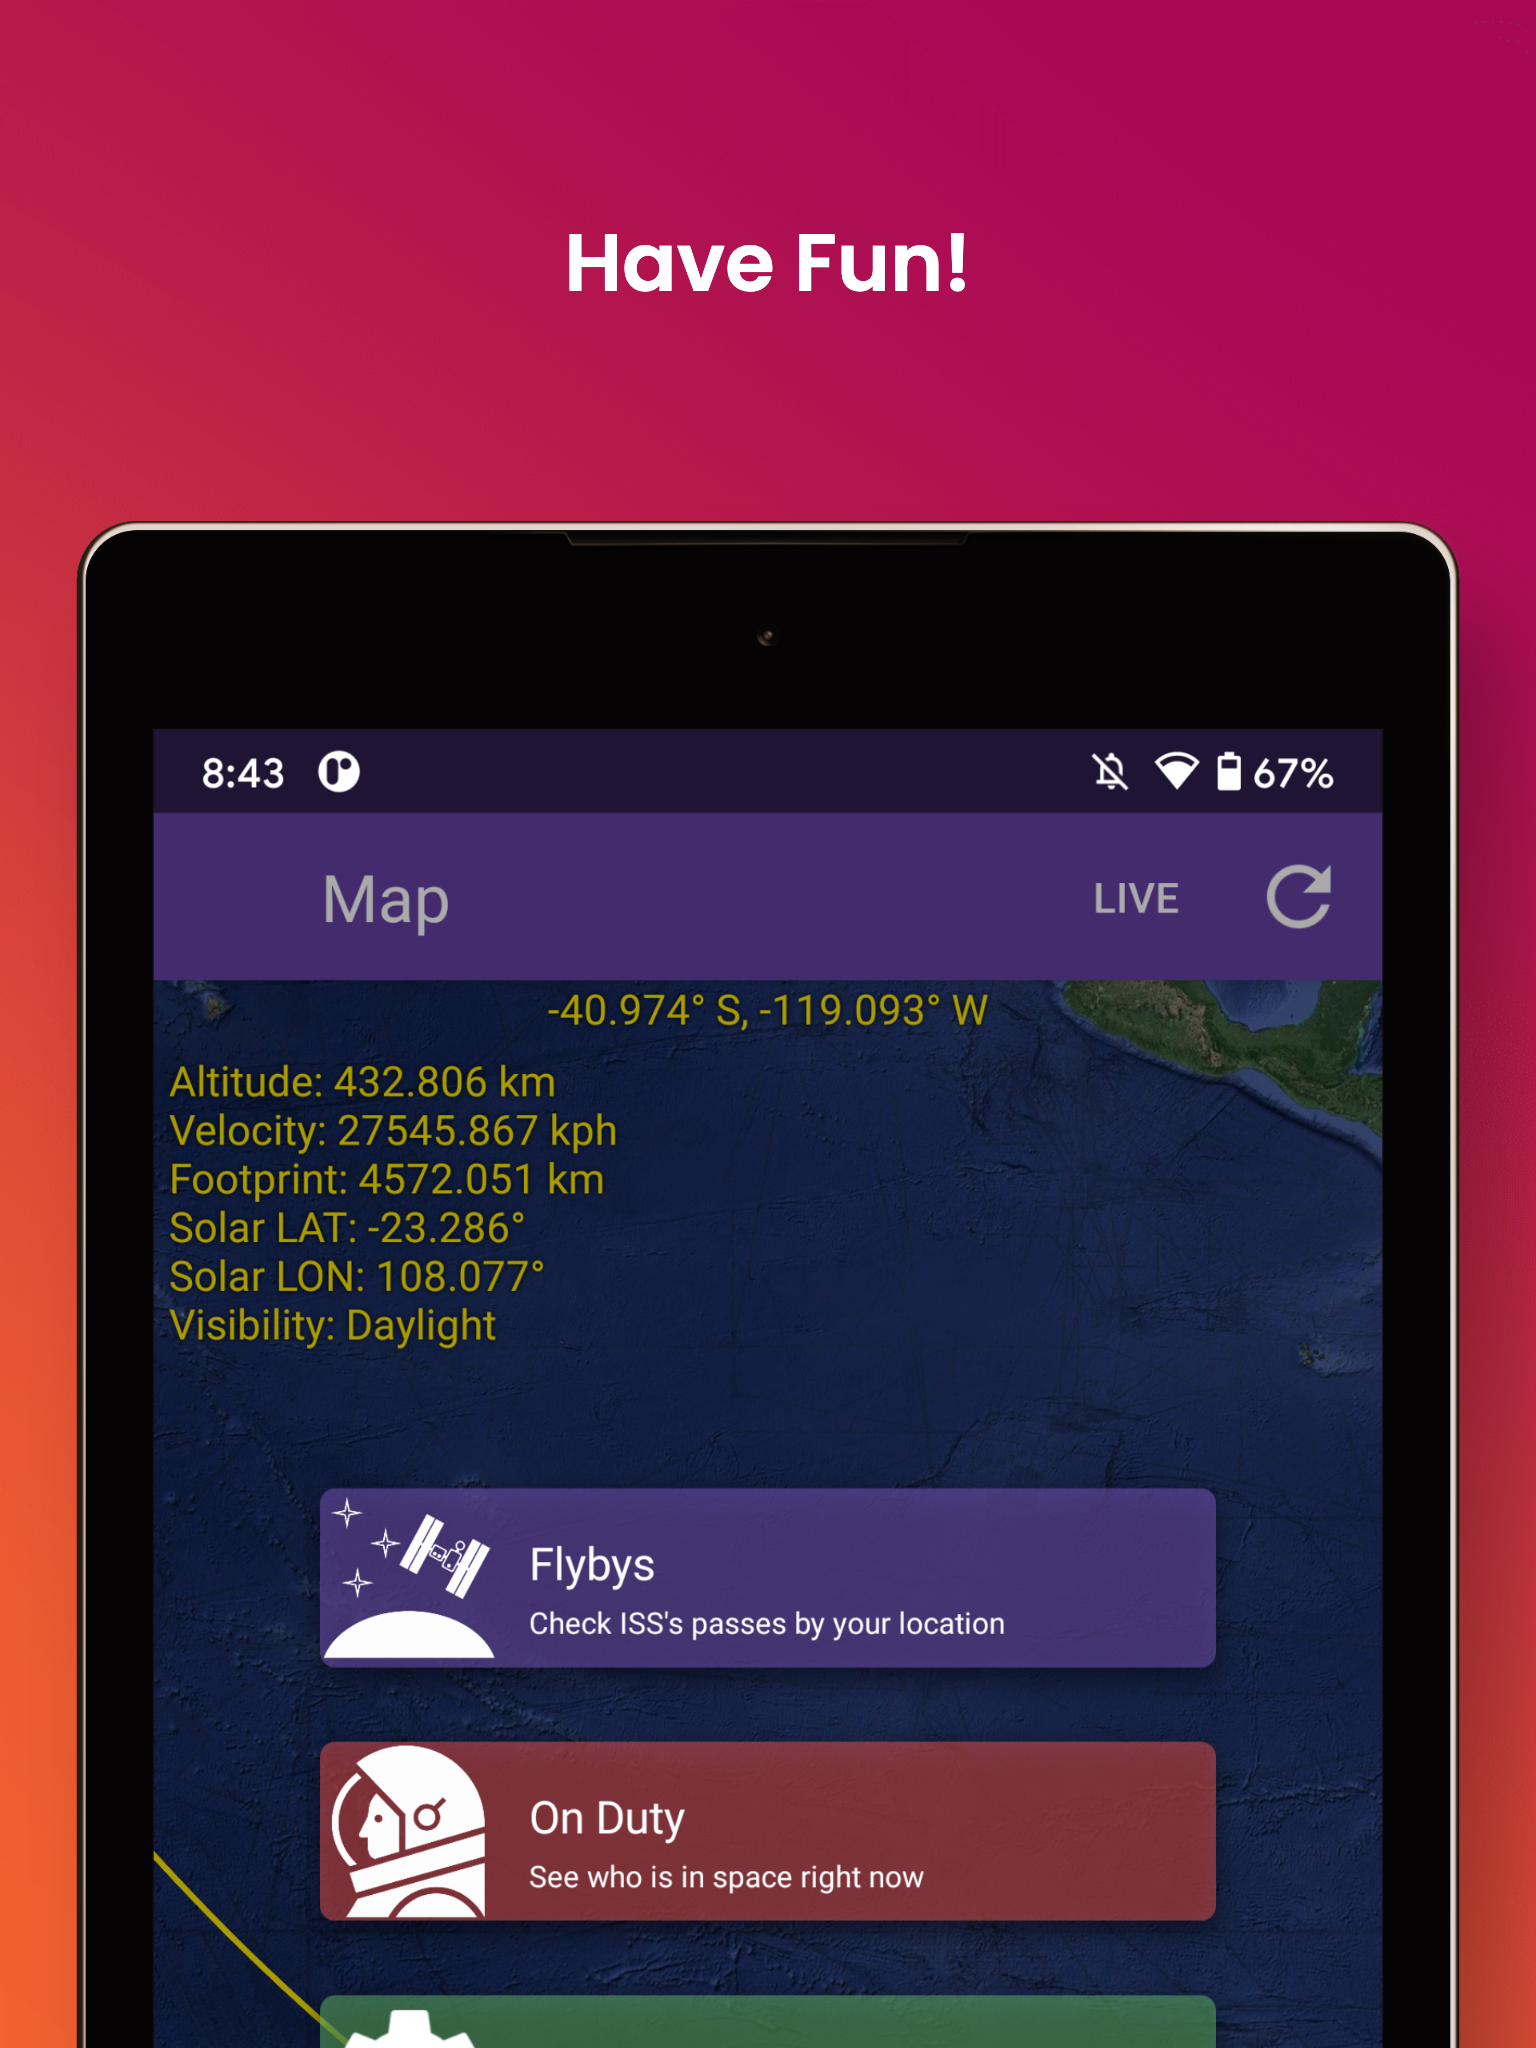 Have Fun!
8:43
67%
Map
LIVE
-40.974° S, -119.093° W
Altitude: 432.806 km
Velocity: 27545.867 kph
Footprint: 4572.051 km
Solar LAT: -23.286°
Solar LON: 108.077°
Visibility: Daylight
Flybys
Check ISS's passes by your location
On Duty
See who is in space right now